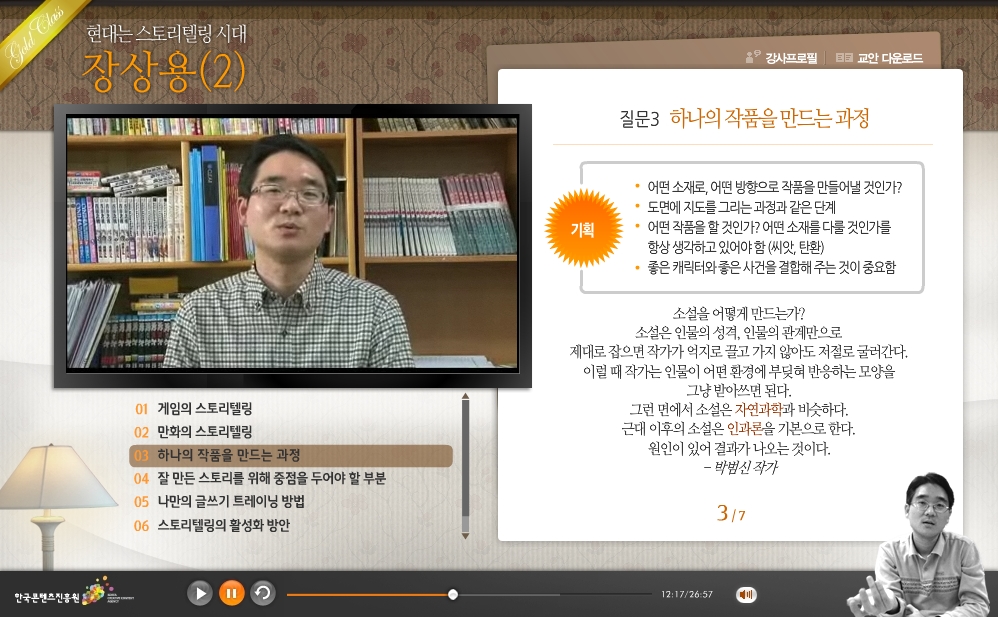 Gold Class
현대는 스토리텔링 시대
장상용(2)
강사프로필
교안 다운로드
질문3 하나의 작품을 만드는 과정
기획
어떤 소재로, 어떤 방향으로 작품을 만들어낼 것인가?
도면에 지도를 그리는 과정과 같은 단계
어떤 작품을 할 것인가? 어떤 소재를 다룰 것인가를
항상 생각하고 있어야 함 (씨앗, 탄환)
좋은 캐릭터와 좋은 사건을 결합해 주는 것이 중요함
소설을 어떻게 만드는가?
소설은 인물의 성격, 인물의 관계만으로
제대로 잡으면 작가가 억지로 끌고 가지 않아도 저절로 굴러간다.
이럴 때 작가는 인물이 어떤 환경에 부딪혀 반응하는 모양을
그냥 받아쓰면 된다.
그런 면에서 소설은 자연과학과 비슷하다.
근대 이후의 소설은 인과론을 기본으로 한다.
원인이 있어 결과가 나오는 것이다.
- 박범신 작가
3/7
01 게임의 스토리텔링
02 만화의 스토리텔링
03 하나의 작품을 만드는 과정
04 잘 만든 스토리를 위해 중점을 두어야 할 부분
05 나만의 글쓰기 트레이닝 방법
06 스토리텔링의 활성화 방안
한국콘텐츠진흥원
12:17/26:57